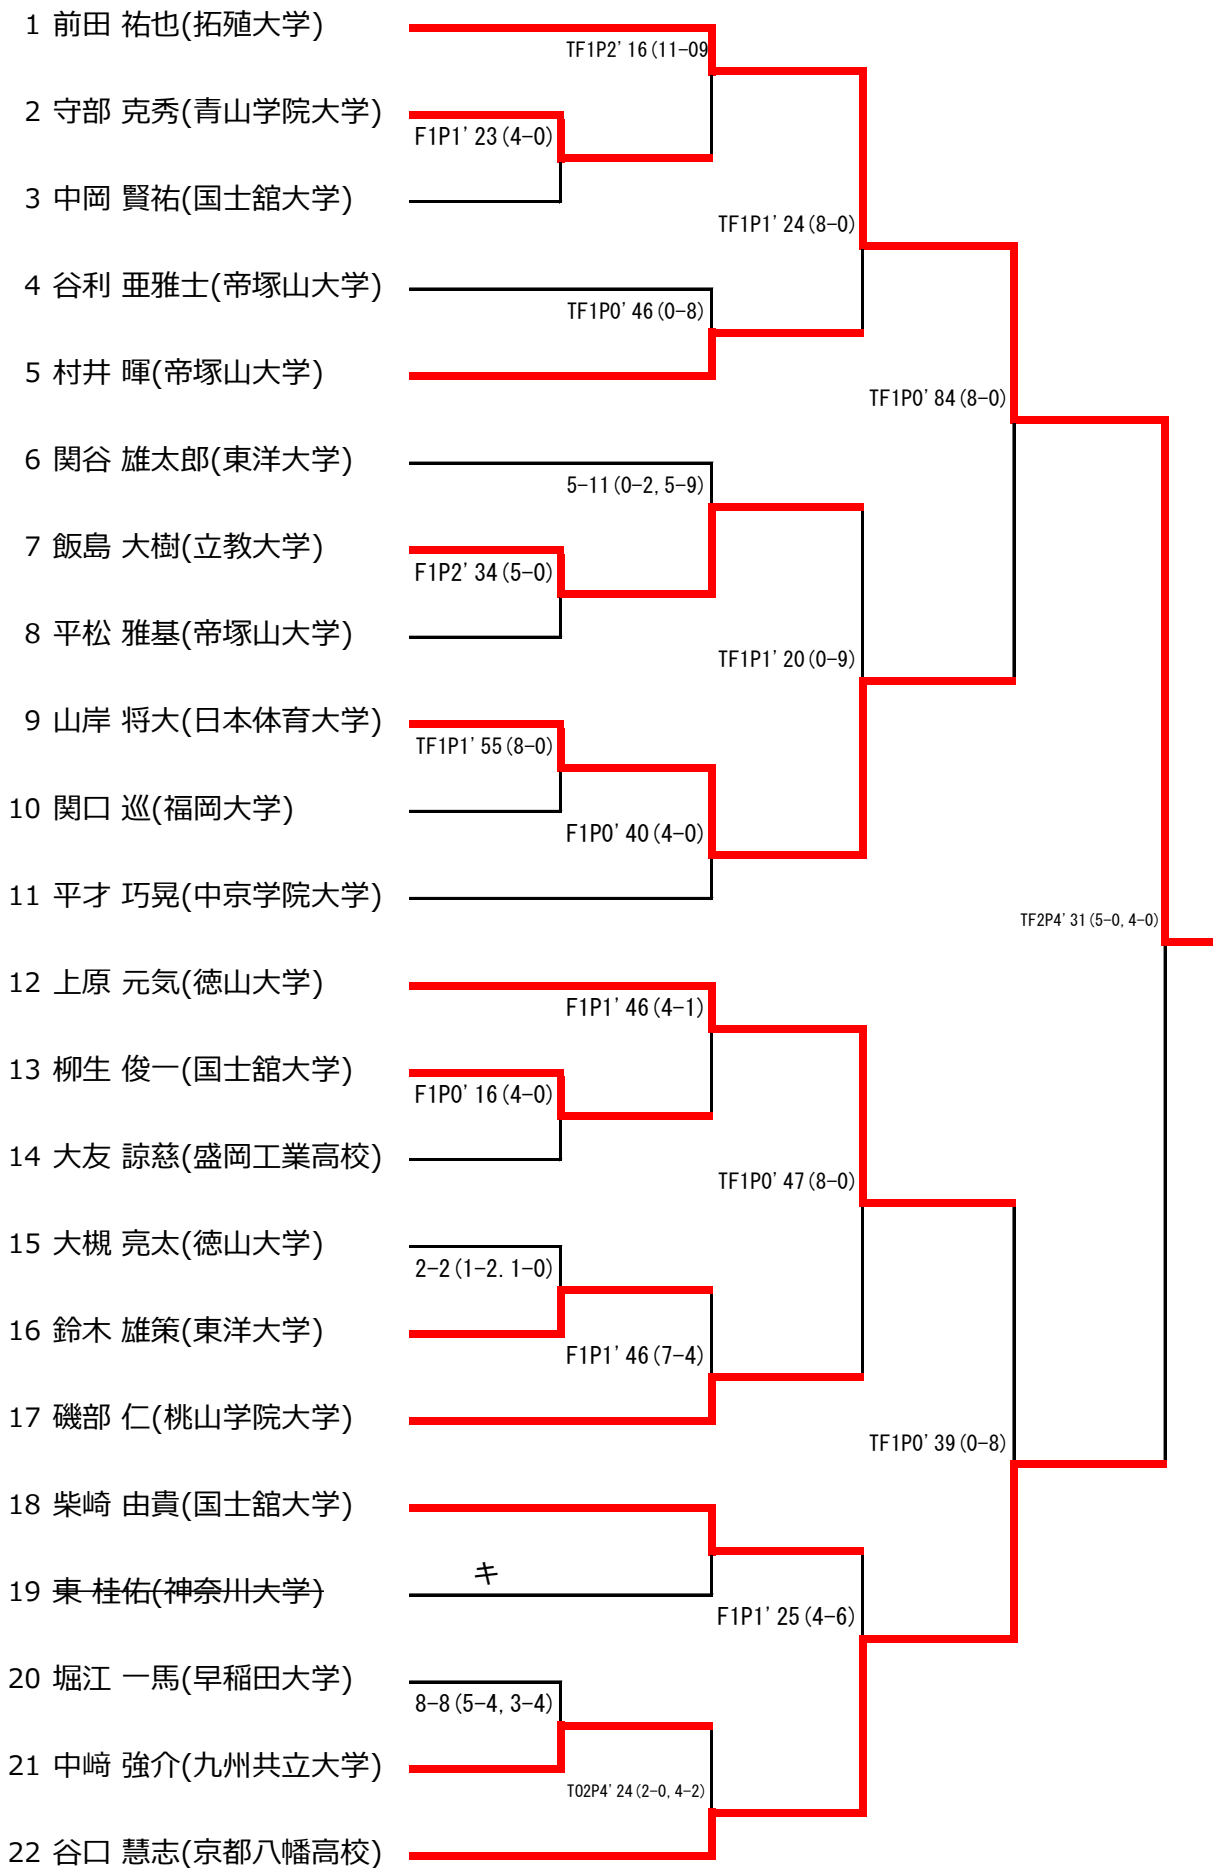 1 前田 祐也(拓殖大学)
TF1P2'16(11-09
2 守部 克秀(青山学院大学)
F1P1'23(4-0)
3 中岡 賢祐(国士舘大学)
TF1P1'24(8-0)
4 谷利 亜雅士(帝塚山大学)
TF1P0'46(0-8)
5 村井 暉(帝塚山大学)
TF1P0'84(8-0)
6 関谷 雄太郎(東洋大学)
5-11(0-2,5-9)
7 飯島 大樹(立教大学)
F1P2'34(5-0)
8 平松 雅基(帝塚山大学)
TF1P1'20(0-9)
9 山岸 将大(日本体育大学)
TF1P1'55(8-0)
10 関口 巡(福岡大学)
F1P0'40(4-0)
11 平才 巧晃(中京学院大学)
TF2P4'31(5-0,4-0)
12 上原 元気(徳山大学)
F1P1'46(4-1)
13 柳生 俊一(国士舘大学)
F1P0'16(4-0)
14 大友 諒慈(盛岡工業高校)
TF1P0'47(8-0)
15 大槻 亮太(徳山大学)
2-2(1-2.1-0)
16 鈴木 雄策(東洋大学)
F1P1'46(7-4)
17 磯部 仁(桃山学院大学)
TF1P0'39(0-8)
18 柴崎 由貴(国士舘大学)
キ
19 東 桂佑(神奈川大学)
F1P1'25(4-6)
20 堀江 一馬(早稲田大学)
8-8(5-4,3-4)
21 中﨑 強介(九州共立大学)
TO2P4'24(2-0,4-2)
22 谷口 慧志(京都八幡高校)